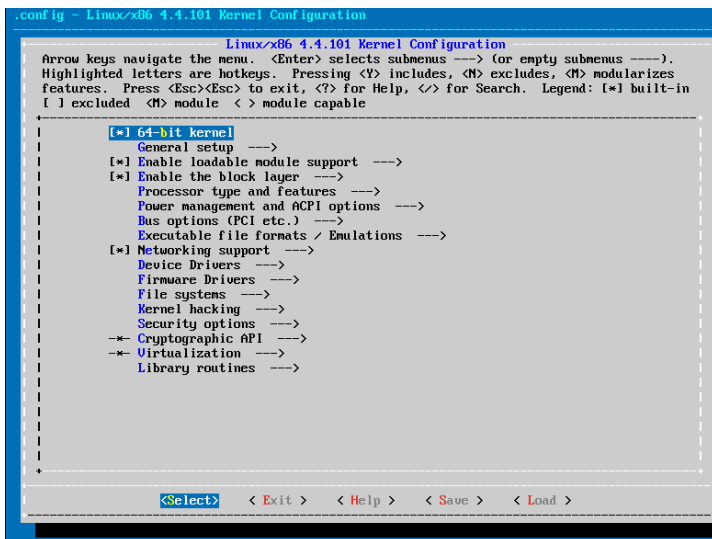 .config - Linux/x86 4.4.101 Kernel Configuration
Linux/x86 4.4.101 Kernel Configuration
Arrow keys navigate the menu.  <Enter> selects submenus ---> (or empty submenus ----).
Highlighted letters are hotkeys.  Pressing <Y> includes, <N> excludes, <M> modularizes
features.  Press <Esc><Esc> to exit, <?> for Help, </> for Search.  Legend: [*] built-in
[ ] excluded  <M> module  < > module capable
[*] 64-bit kernel
General setup  --->
[*] Enable loadable module support  --->
[*] Enable the block layer  --->
Processor type and features  --->
Power management and ACPI options  --->
Bus options (PCI etc.)  --->
Executable file formats / Emulations  --->
[*] Networking support  --->
Device Drivers  --->
Firmware Drivers  --->
File systems  --->
Kernel hacking  --->
Security options  --->
-*- Cryptographic API  --->
-*- Virtualization  --->
Library routines  --->
<Select>    < Exit >    < Help >    < Save >    < Load >